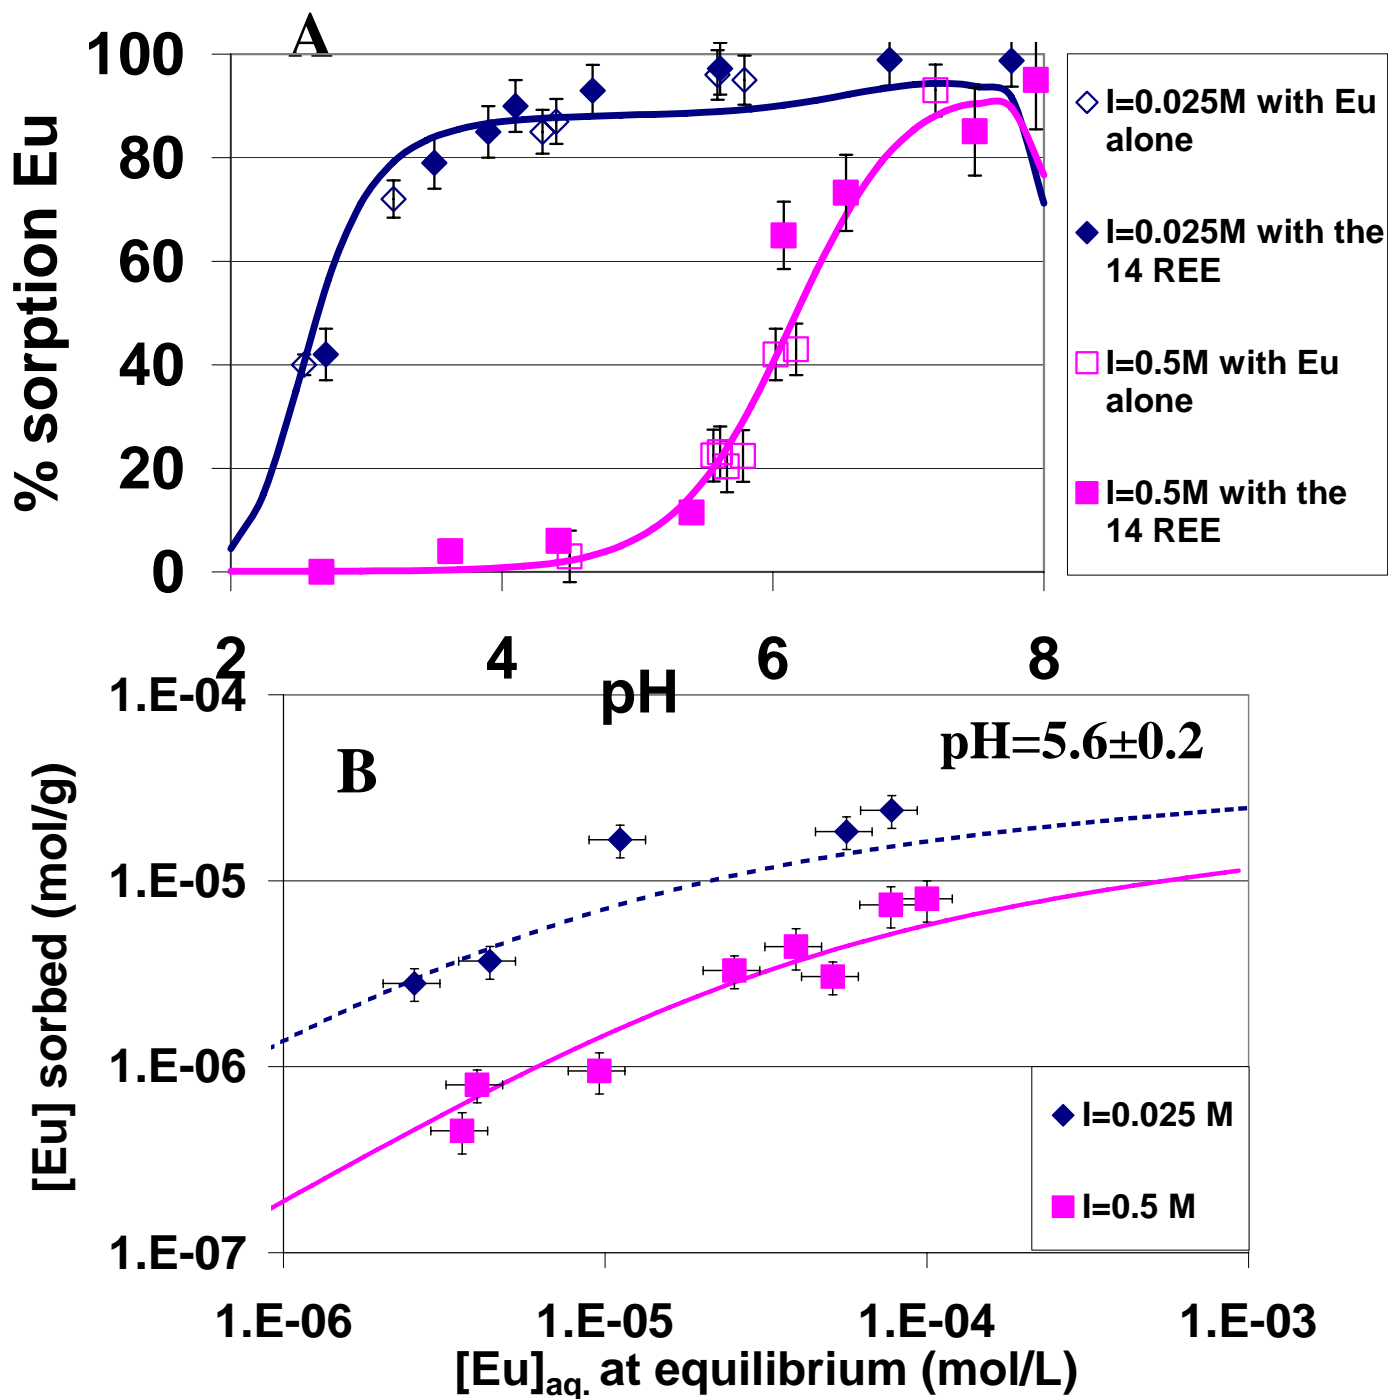 A
100
80
60
40
20
0
% sorption Eu
2
4
6
8
pH
I=0.025M with Eu
alone
I=0.025M with the
14 REE
I=0.5M with Eu
alone
I=0.5M with the
14 REE
B
pH=5.6±0.2
1.E-04
1.E-05
1.E-06
1.E-07
[Eu] sorbed (mol/g)
I=0.025 M
I=0.5 M
1.E-06
1.E-05
1.E-04
1.E-03
[Eu]aq. at equilibrium (mol/L)